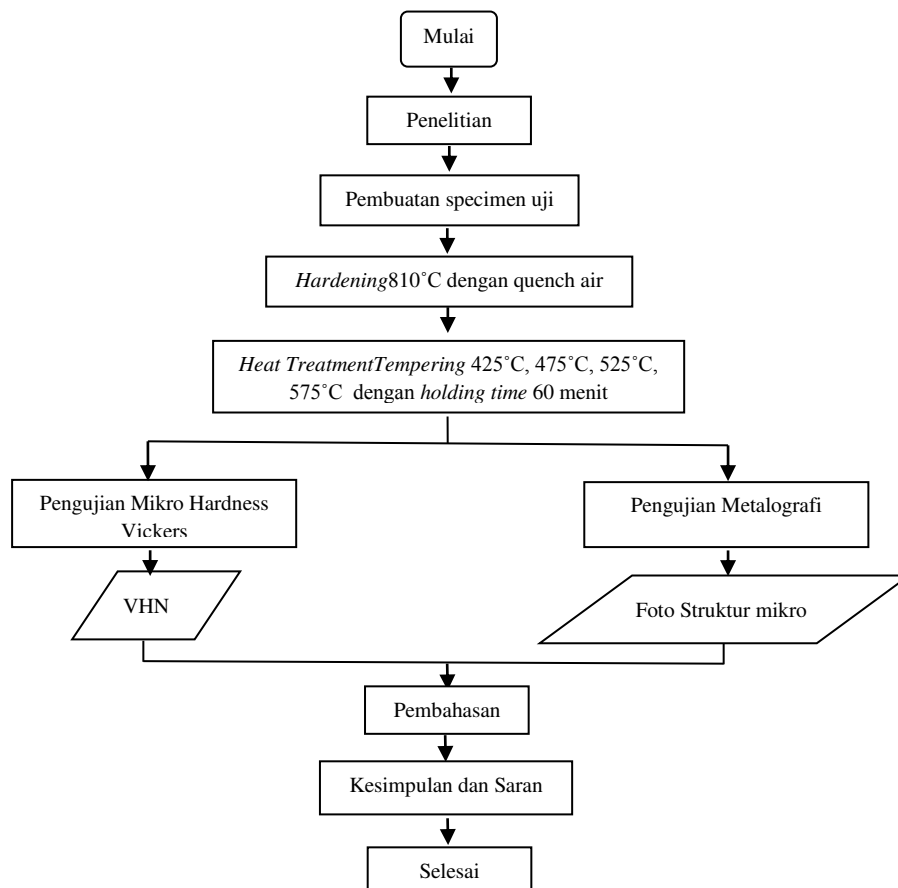 Mulai
Penelitian
Pembuatan specimen uji
Hardening810˚C dengan quench air
Heat TreatmentTempering 425˚C, 475˚C, 525˚C,
575˚C dengan holding time 60 menit
Pengujian Mikro Hardness
Vickers
Pengujian Metalografi
VHN
Foto Struktur mikro
Pembahasan
Kesimpulan dan Saran
Selesai